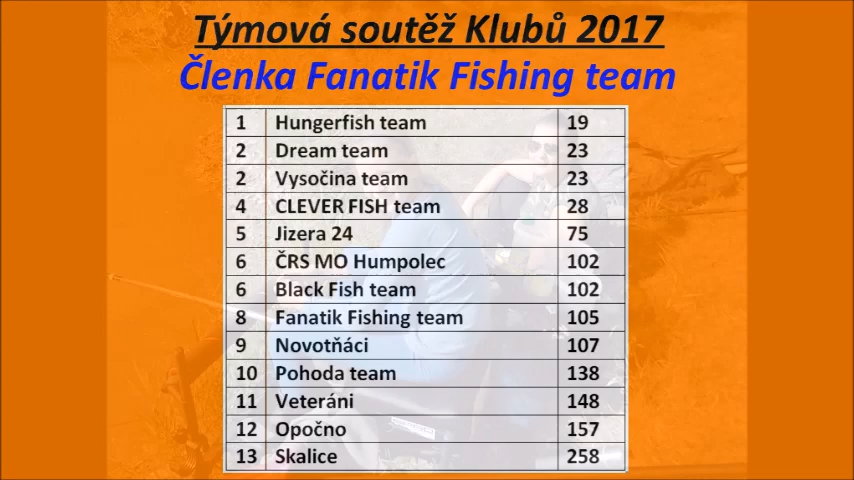 Týmová soutěž Klubů 2017
Členka Fanatik Fishing team
1 Hungerfish team 19
2 Dream team 23
2 Vysočina team 23
4 CLEVER FISH team 28
5 Jizera 24 75
6 ČRS MO Humpolec 102
6 Black Fish team 102
8 Fanatik Fishing team 105
9 Novotňáci 107
10 Pohoda team 138
11 Veteráni 148
12 Opočno 157
13 Skalice 258